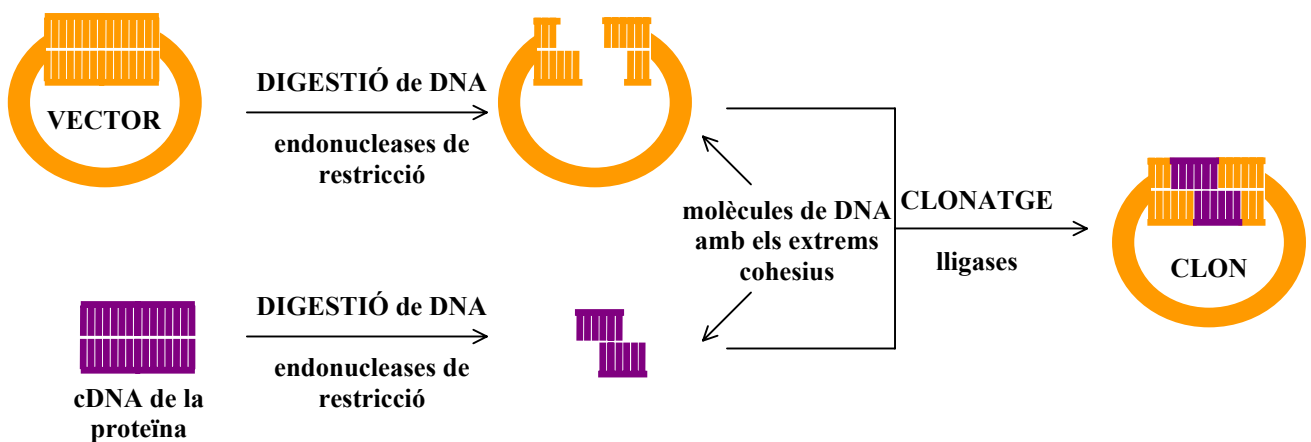 VECTOR
DIGESTIÓ de DNA
endonucleases de
restricció
molècules de DNA
amb els extrems
cohesius
CLONATGE
lligases
CLON
cDNA de la
proteïna
DIGESTIÓ de DNA
endonucleases de
restricció